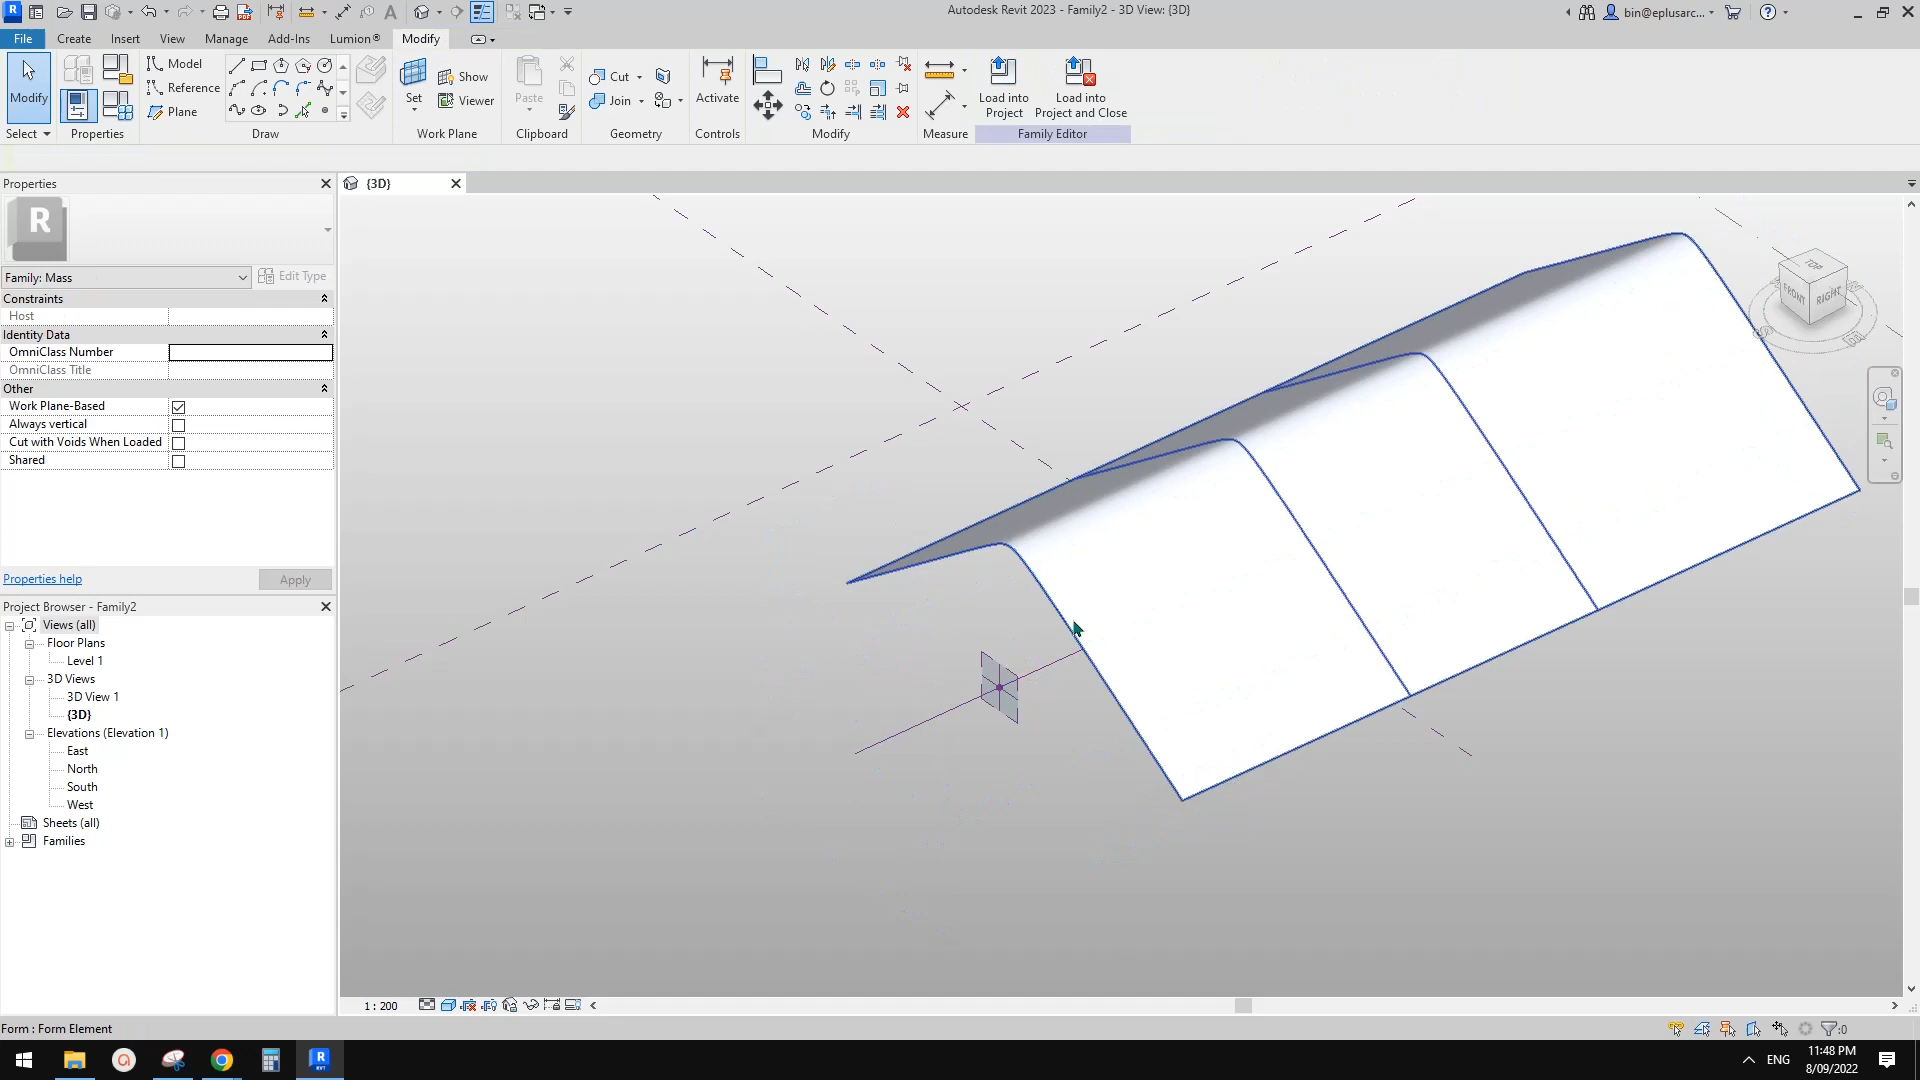 Autodesk Revit 2023 - Family2 - 3D View: {3D}
bin@eplusarc...
File Create Insert View Manage Add-Ins Lumion® Modify
Modify
Select
Properties
Model
Reference
Plane
Draw
Set
Show
Viewer
Work Plane
Paste
Clipboard
Cut
Join
Geometry
Activate
Controls
Modify
Measure
Load into
Project
Load into
Project and Close
Family Editor
Properties
R
Family: Mass
Edit Type
Constraints
Host
Identity Data
OmniClass Number
OmniClass Title
Other
Work Plane-Based
Always vertical
Cut with Voids When Loaded
Shared
Properties help
Apply
Project Browser - Family2
Views (all)
Floor Plans
Level 1
3D Views
3D View 1
{3D}
Elevations (Elevation 1)
East
North
South
West
Sheets (all)
Families
{3D}
TOP
FRONT
RIGHT
1 : 200
Form : Form Element
:0
ENG
11:48 PM
8/09/2022